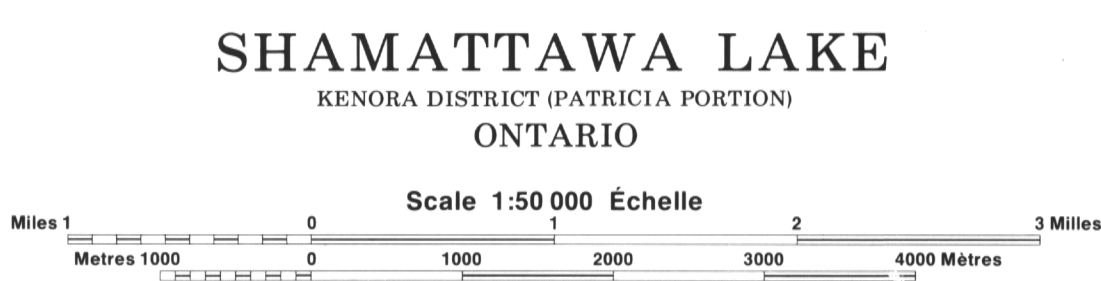 SHAMATTAWA LAKE
KENORA DISTRICT (PATRICIA PORTION)
ONTARIO
Scale 1:50 000 Échelle
Miles 1 0 1 2 3 Milles
Metres 1000 0 1000 2000 3000 4000 Mètres